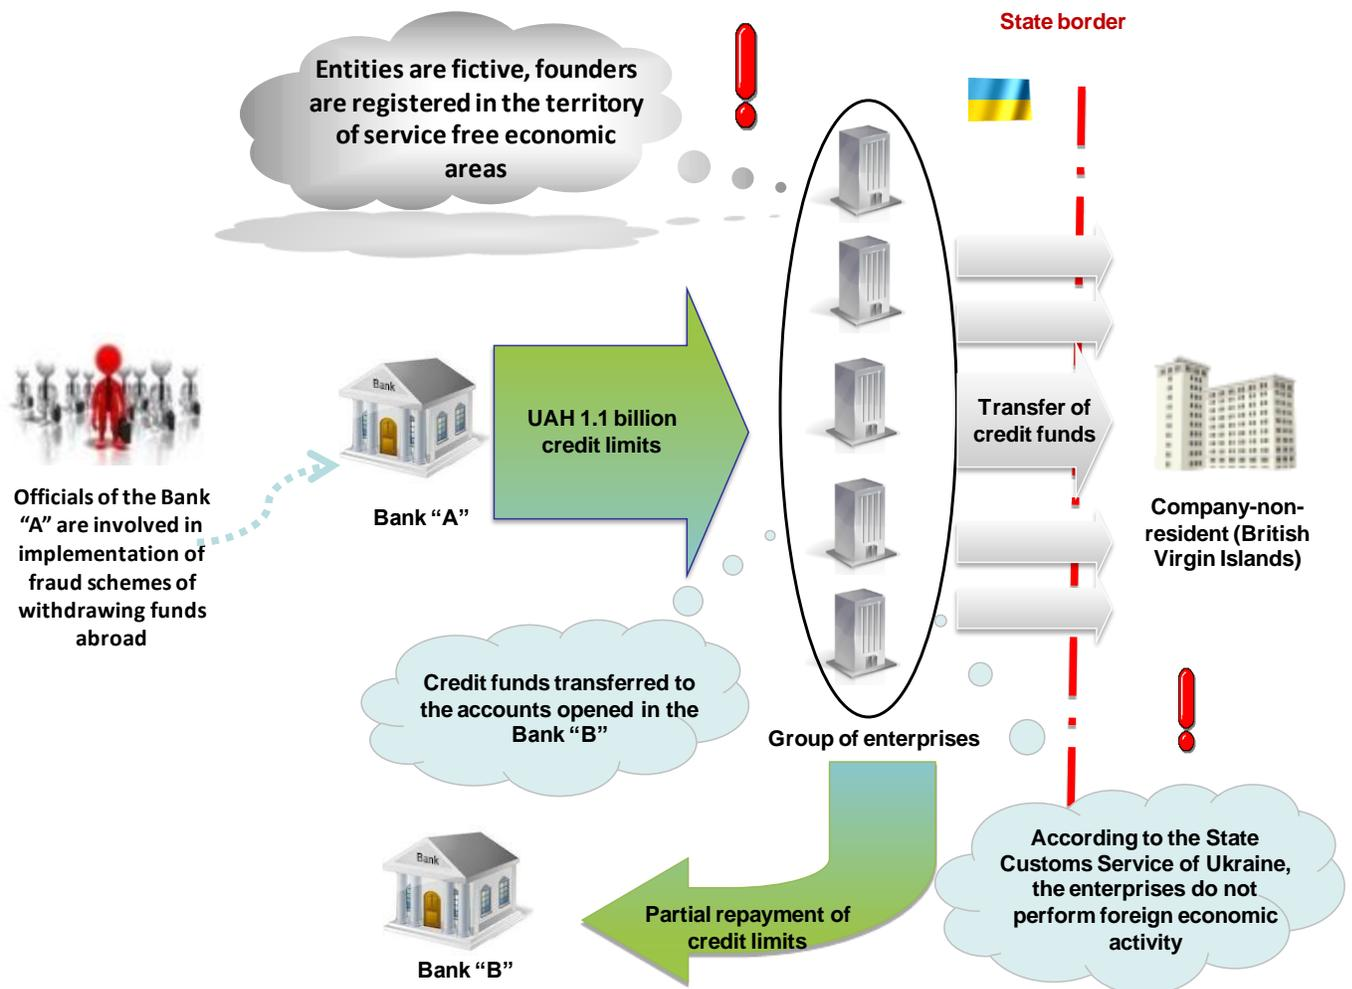 State border
Entities are fictive, founders
are registered in the territory
of service free economic
areas
Officials of the Bank
“A” are involved in
implementation of
fraud schemes of
withdrawing funds
abroad
Bank
Bank “A”
UAH 1.1 billion
credit limits
Transfer of
credit funds
Company-non-
resident (British
Virgin Islands)
Credit funds transferred to
the accounts opened in the
Bank “B”
Group of enterprises
According to the State
Customs Service of Ukraine,
the enterprises do not
perform foreign economic
activity
Partial repayment of
credit limits
Bank
Bank “B”